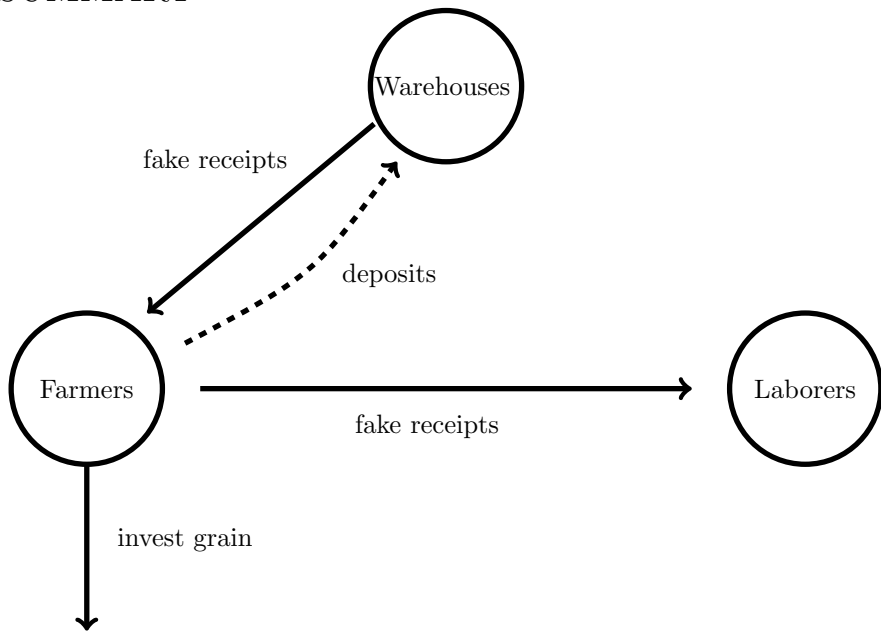 Warehouses
fake receipts
deposits
Farmers
Laborers
fake receipts
invest grain